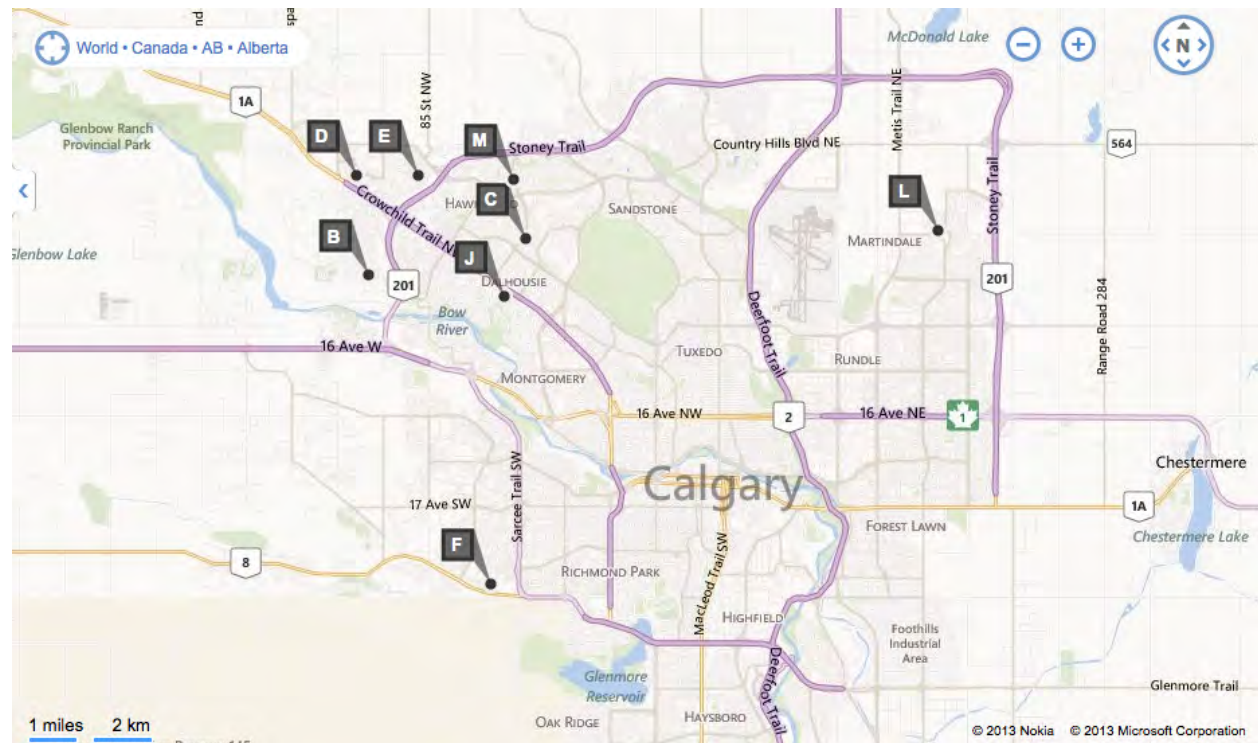 World • Canada • AB • Alberta
McDonald Lake
N
85 St NW
Metis Trail NE
1A
Glenbow Ranch
Provincial Park
D
E
M
Stoney Trail
Country Hills Blvd NE
564
Crowchild Trail
C
SANDSTONE
L
Stoney Trail
B
MARTINDALE
Glenbow Lake
J
DALHOUSIE
201
201
Bow
River
Deerfoot Trail
Range Road 284
16 Ave W
TUXEDO
RUNDLE
MONTGOMERY
16 Ave NW
2
16 Ave NE
1
Sarcee Trail SW
Calgary
Chestermere
17 Ave SW
1A
FOREST LAWN
Chestermere Lake
F
8
RICHMOND PARK
MacLeod Trail SW
HIGHFIELD
Foothills
Industrial
Area
Glenmore
Reservoir
Deerfoot Trail
Glenmore Trail
OAK RIDGE
HAYSBORO
1 miles
2 km
© 2013 Nokia
© 2013 Microsoft Corporation